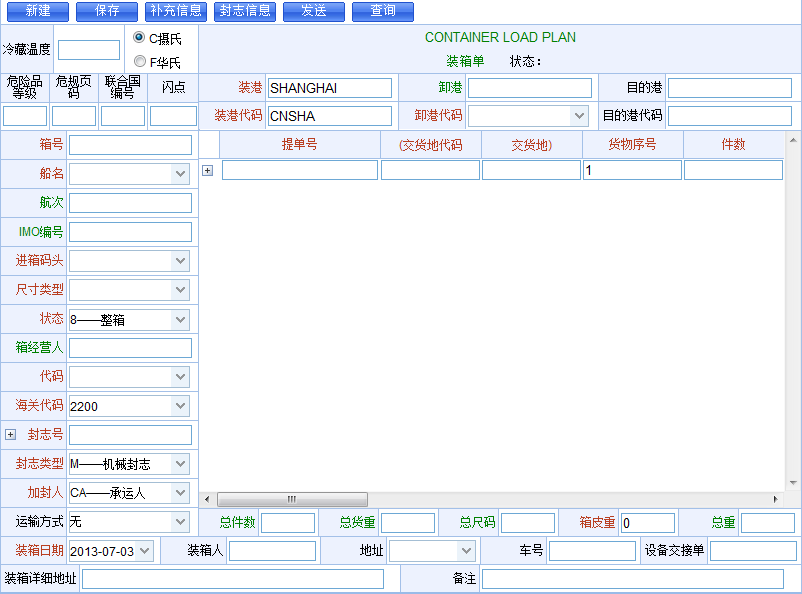 新建 保存 补充信息 封志信息 发送 查询
冷藏温度 C摄氏 F华氏
CONTAINER LOAD PLAN
装箱单 状态：
危险品等级 危规页码 联合国编号 闪点
装港 SHANGHAI 卸港 目的港
装港代码 CNSHA 卸港代码 目的港代码
箱号
提单号 (交货地代码 交货地) 货物序号 件数
1
船名
航次
IMO编号
进箱码头
尺寸类型
状态 8——整箱
箱经营人
代码
海关代码 2200
封志号
封志类型 M——机械封志
加封人 CA——承运人
运输方式 无
总件数 总货重 总尺码 箱皮重 0 总重
装箱日期 2013-07-03 装箱人 地址 车号 设备交接单
装箱详细地址 备注